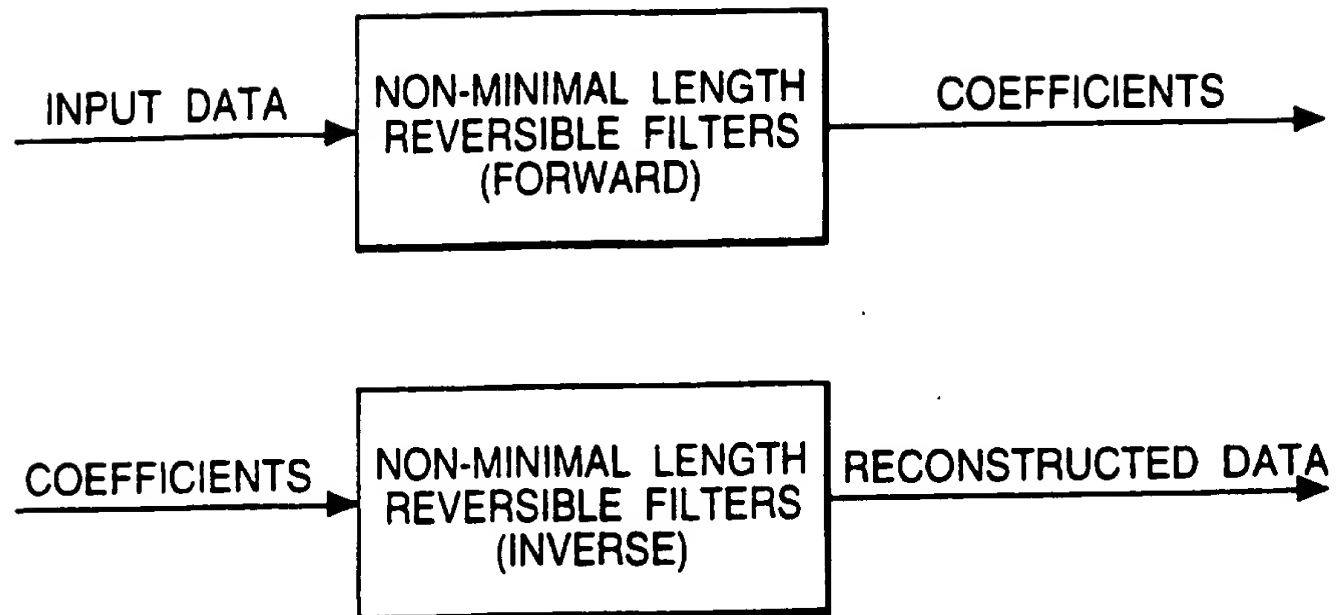 INPUT DATA
NON-MINIMAL LENGTH
REVERSIBLE FILTERS
(FORWARD)
COEFFICIENTS
COEFFICIENTS
NON-MINIMAL LENGTH
REVERSIBLE FILTERS
(INVERSE)
RECONSTRUCTED DATA